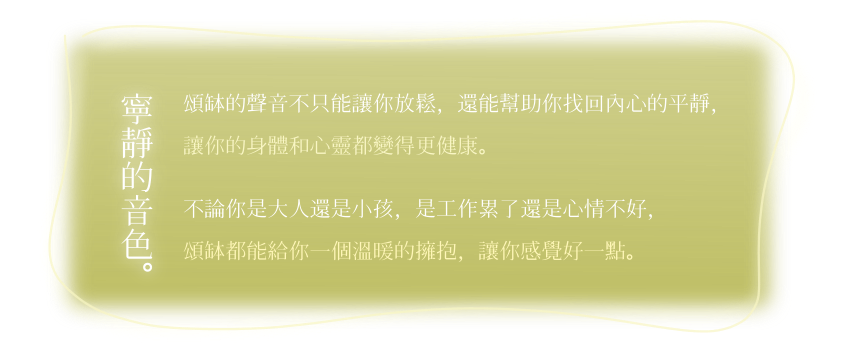 寧靜的音色。
頌缽的聲音不只能讓你放鬆，還能幫助你找回內心的平靜，
讓你的身體和心靈都變得更健康。
不論你是大人還是小孩，是工作累了還是心情不好，
頌缽都能給你一個溫暖的擁抱，讓你感覺好一點。